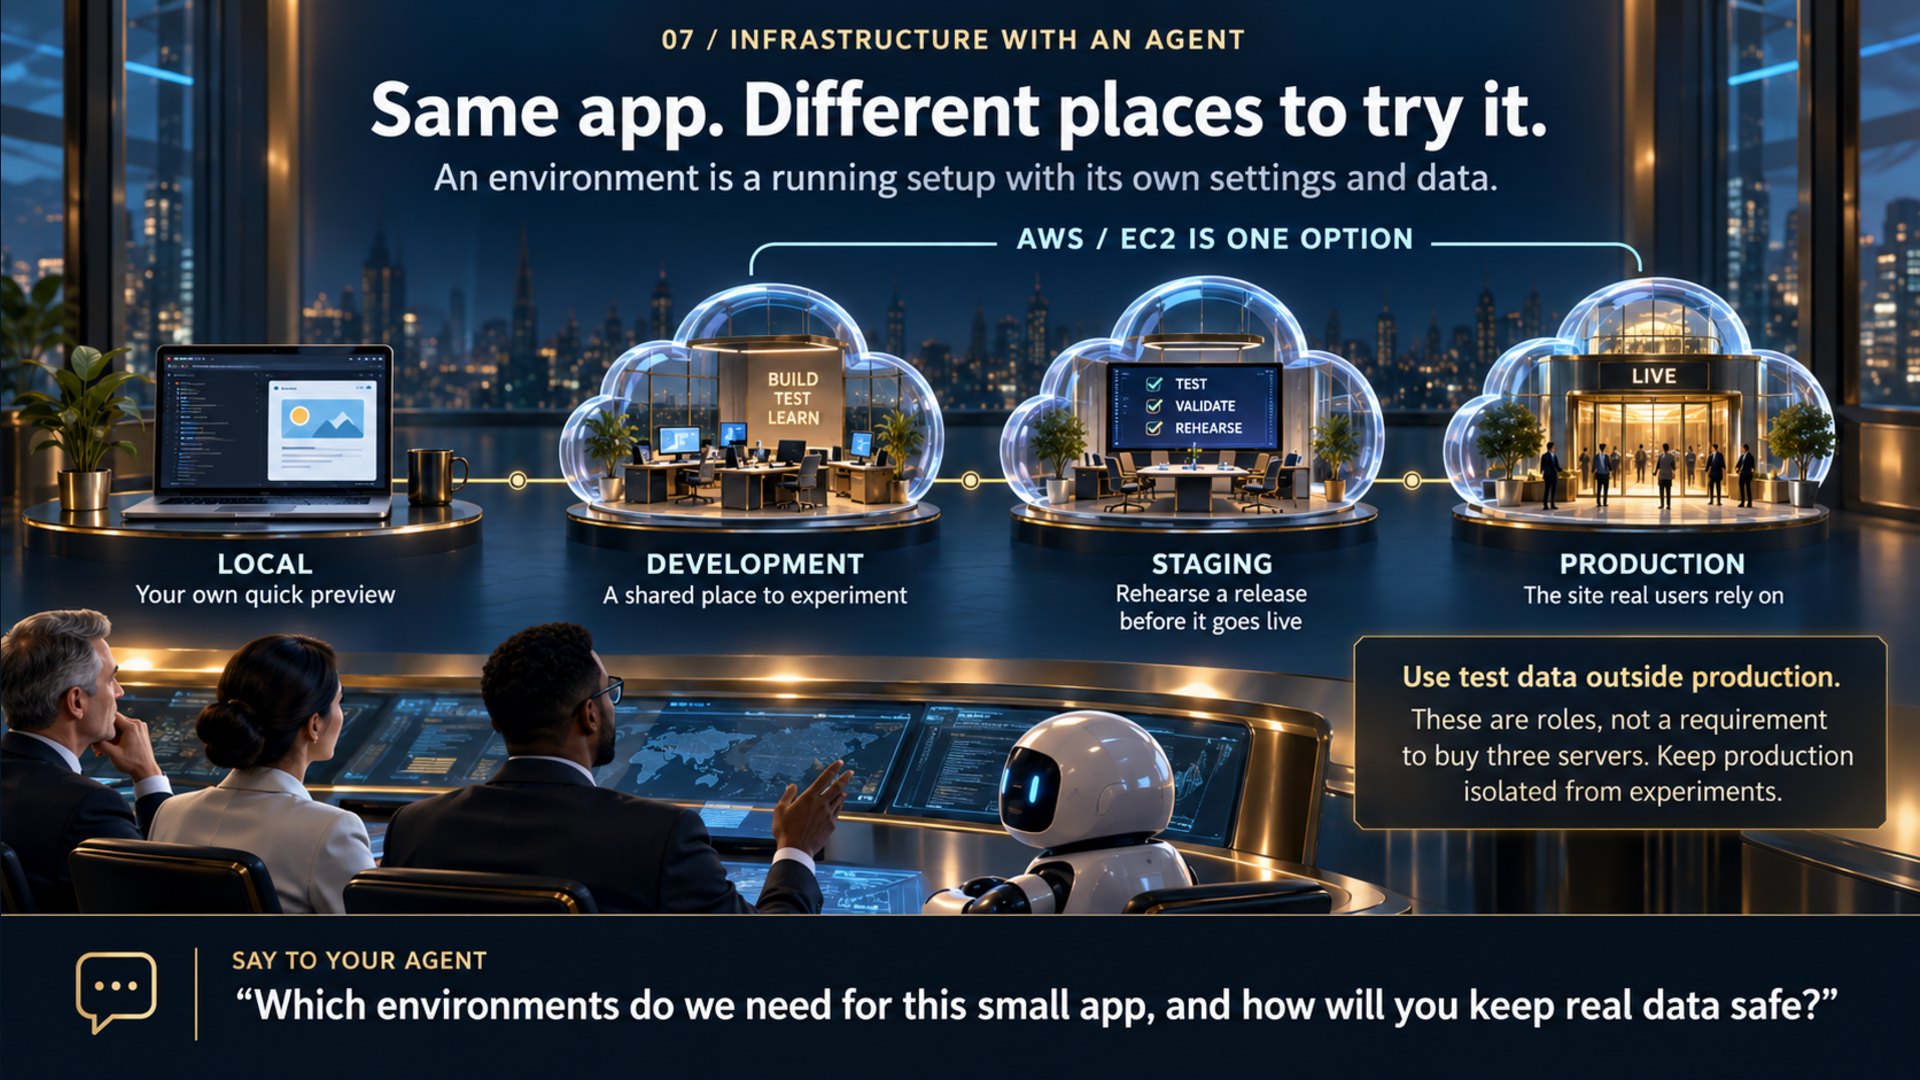 07 / INFRASTRUCTURE WITH AN AGENT
Same app. Different places to try it.
An environment is a running setup with its own settings and data.
AWS / EC2 IS ONE OPTION
BUILD
TEST
LEARN
TEST
VALIDATE
REHEARSE
LIVE
LOCAL
Your own quick preview
DEVELOPMENT
A shared place to experiment
STAGING
Rehearse a release
before it goes live
PRODUCTION
The site real users rely on
Use test data outside production.
These are roles, not a requirement
to buy three servers. Keep production
isolated from experiments.
SAY TO YOUR AGENT
“Which environments do we need for this small app, and how will you keep real data safe?”